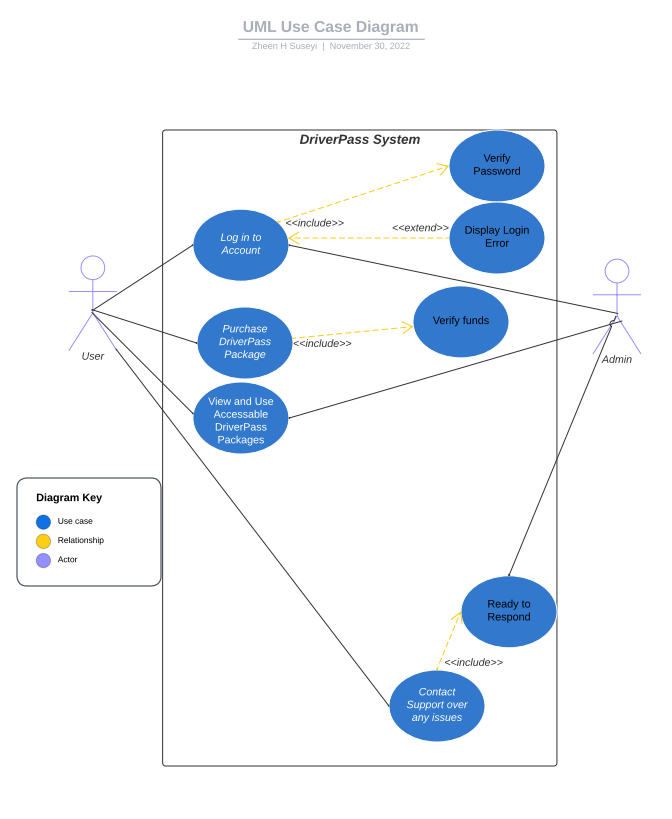 UML Use Case Diagram
Zheen H Suseyi | November 30, 2022
DriverPass System
Verify
Password
<<include>>
<<extend>>
Log in to
Account
Display Login
Error
Verify funds
Purchase
DriverPass
Package
<<include>>
User
Admin
View and Use
Accessable
DriverPass
Packages
Diagram Key
Use case
Relationship
Actor
Ready to
Respond
<<include>>
Contact
Support over
any issues